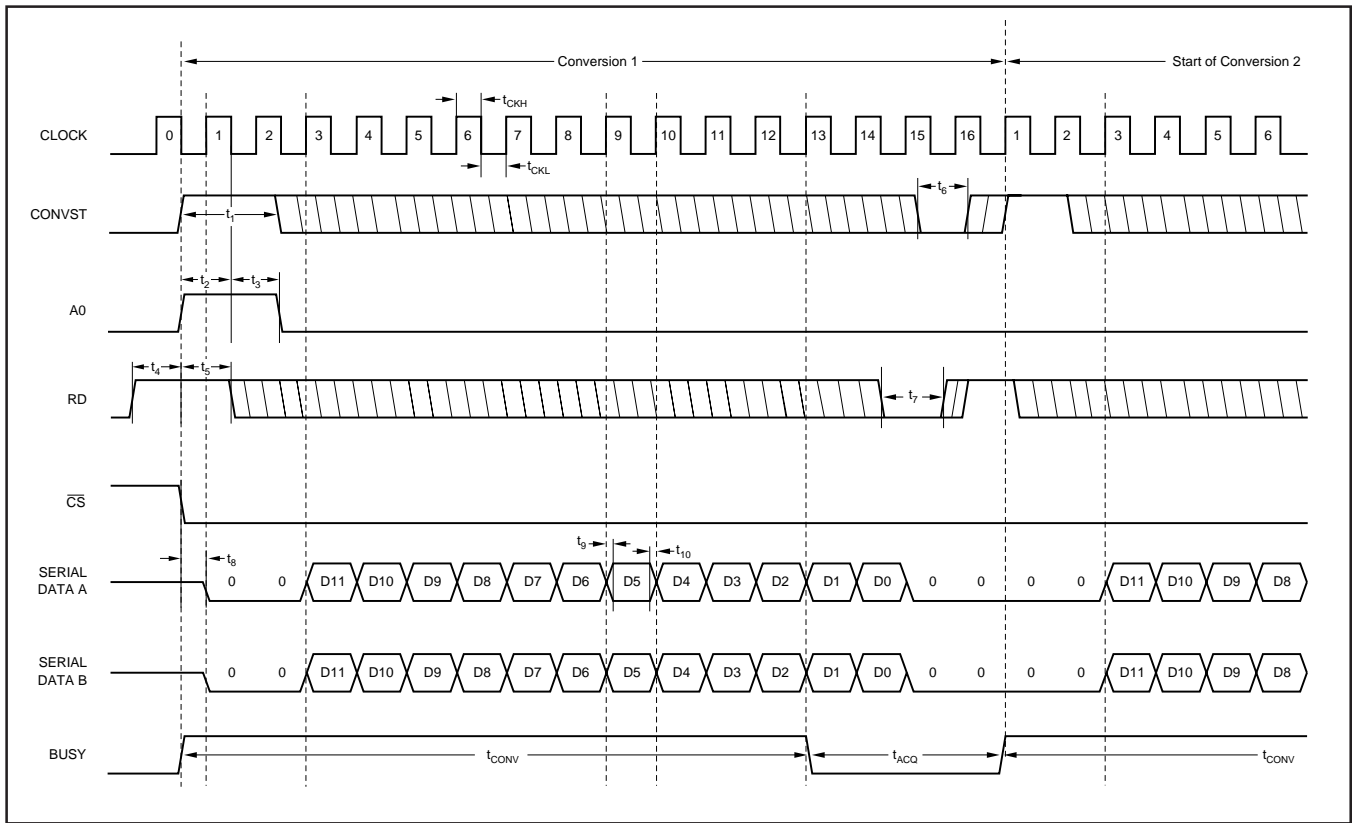 Conversion 1 Start of Conversion 2
tCKH
CLOCK 0 1 2 3 4 5 6 7 8 9 10 11 12 13 14 15 16 1 2 3 4 5 6
tCKL
t6
CONVST t1
t2 t3
A0
t4 t5
RD t7
CS
t8 t9 t10
SERIAL
DATA A
0 0 D11 D10 D9 D8 D7 D6 D5 D4 D3 D2 D1 D0 0 0 0 0 D11 D10 D9 D8
SERIAL
DATA B
0 0 D11 D10 D9 D8 D7 D6 D5 D4 D3 D2 D1 D0 0 0 0 0 D11 D10 D9 D8
BUSY tCONV tACQ tCONV